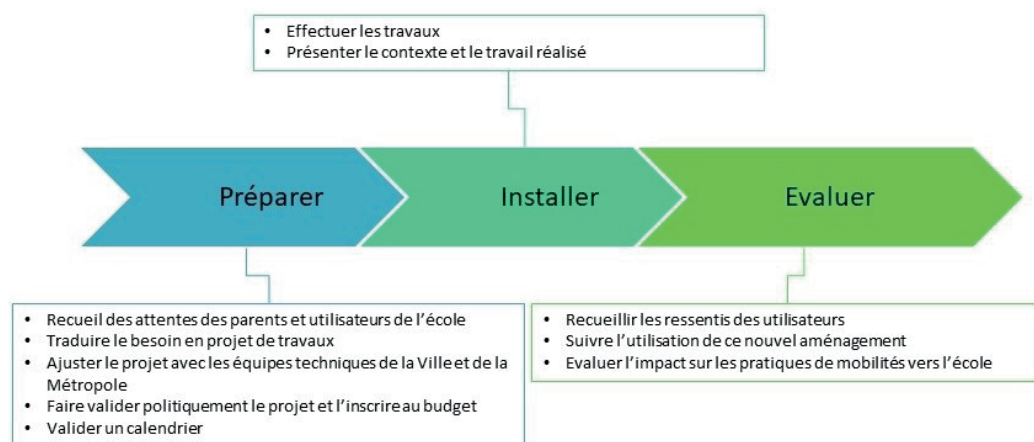 • Effectuer les travaux
• Présenter le contexte et le travail réalisé
Préparer
Installer
Evaluer
• Recueil des attentes des parents et utilisateurs de l'école
• Traduire le besoin en projet de travaux
• Ajuster le projet avec les équipes techniques de la Ville et de la
Métropole
• Faire valider politiquement le projet et l'inscrire au budget
• Valider un calendrier
• Recueillir les ressentis des utilisateurs
• Suivre l'utilisation de ce nouvel aménagement
• Evaluer l'impact sur les pratiques de mobilités vers l'école